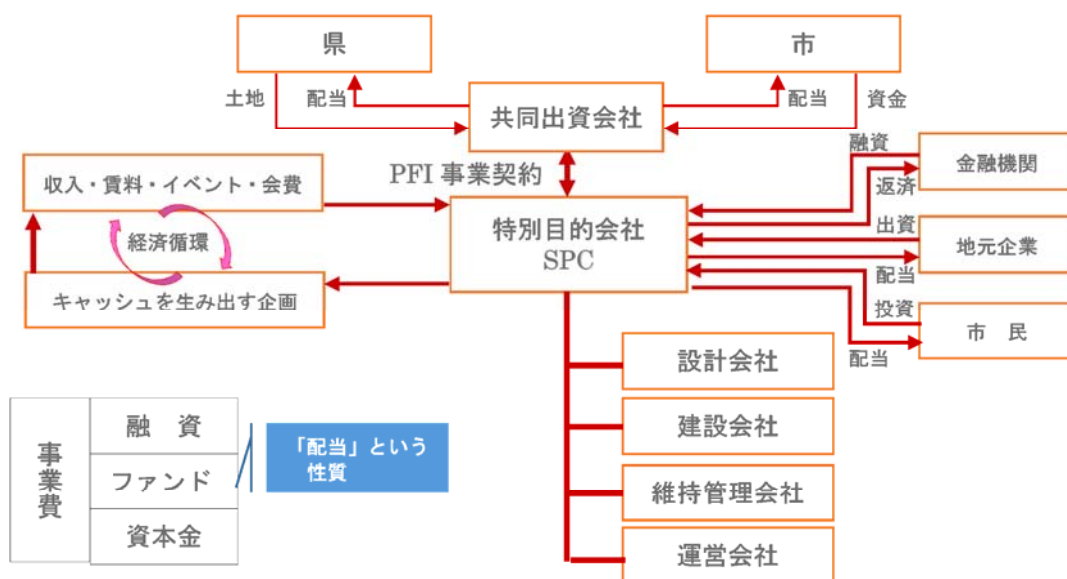 県
市
土地
配当
配当
資金
共同出資会社
融資
金融機関
返済
PFI 事業契約
収入・賃料・イベント・会費
特別目的会社
SPC
出資
地元企業
配当
経済循環
キャッシュを生み出す企画
投資
市　民
配当
設計会社
建設会社
維持管理会社
運営会社
事業費
融　資
ファンド
資本金
「配当」という
性質